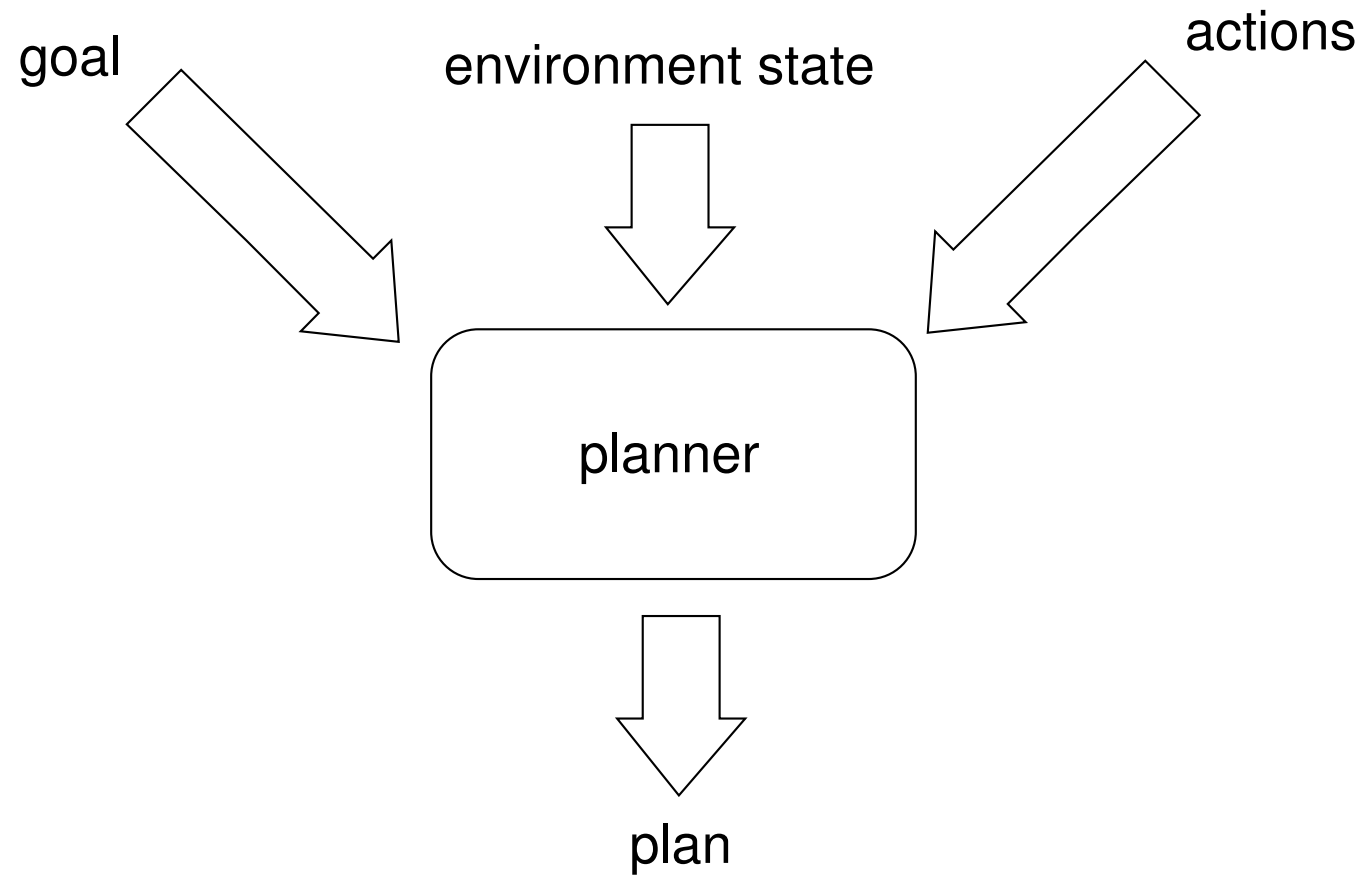 goal
environment state
actions
planner
plan